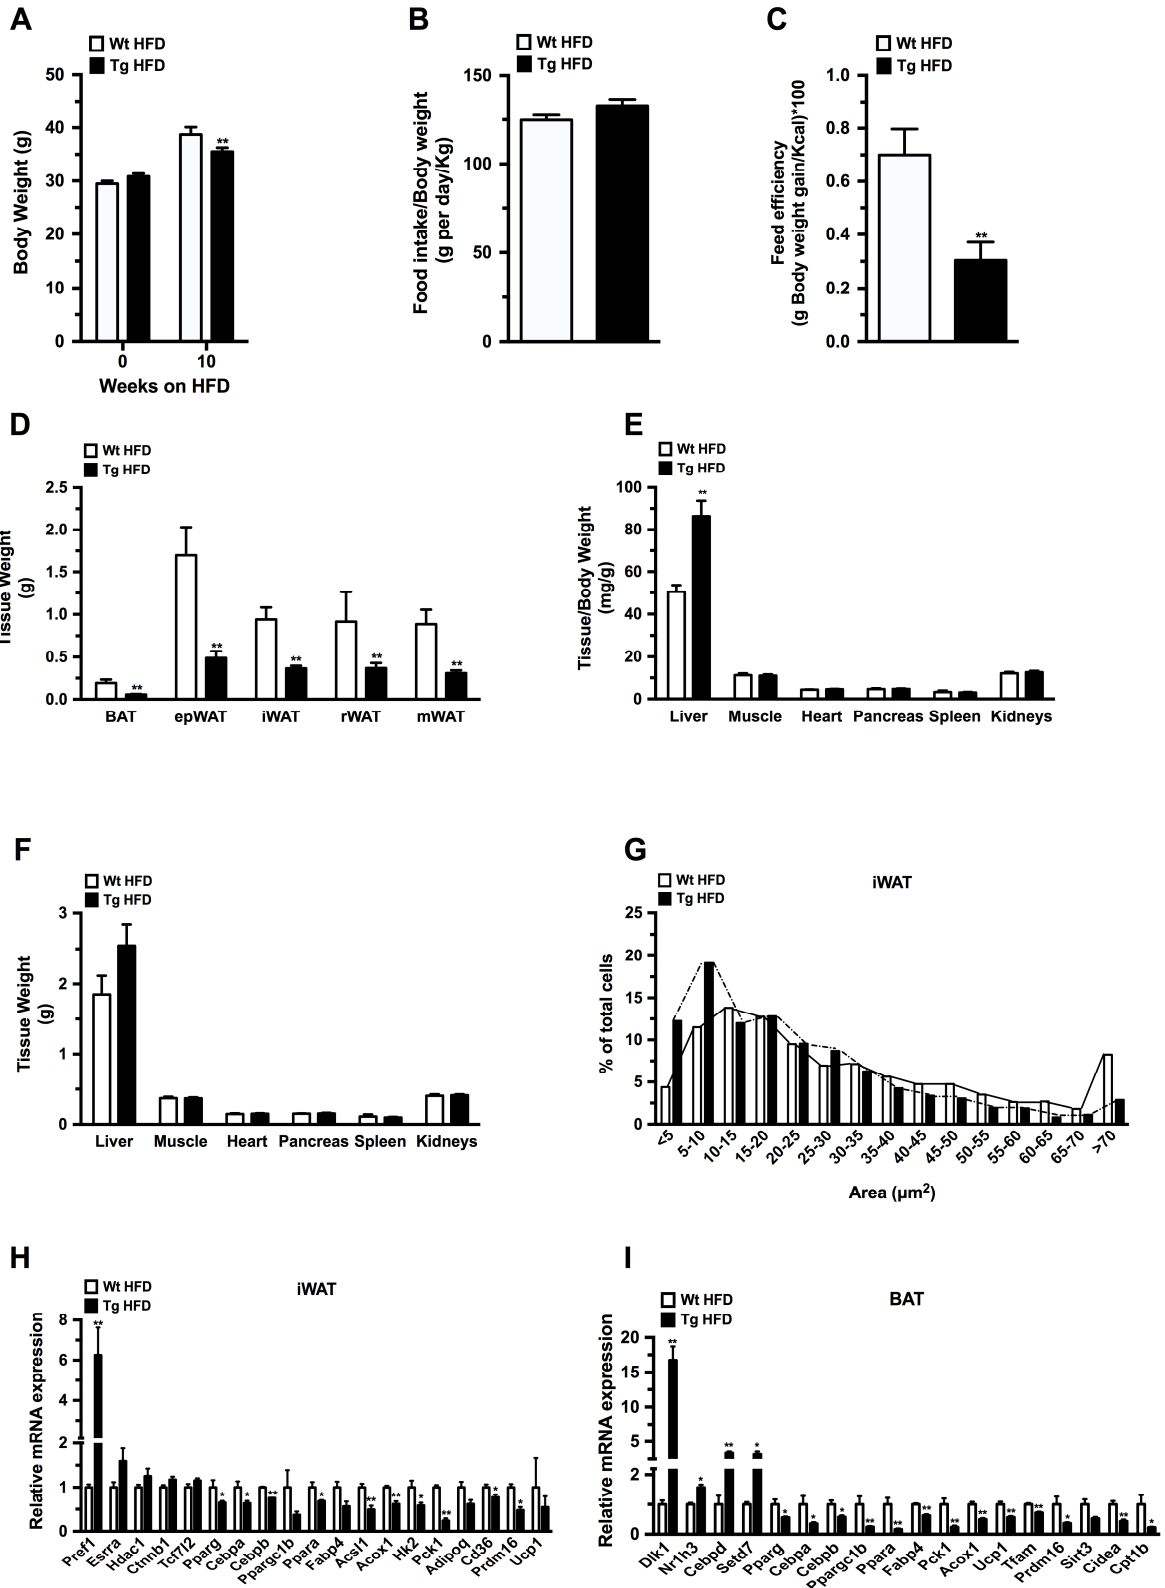 A
Wt HFD
Tg HFD
Body Weight (g)
50
40
30
20
10
0
0 10
Weeks on HFD
B
Wt HFD
Tg HFD
Food intake/Body weight
(g per day/Kg)
150
100
50
0
C
Wt HFD
Tg HFD
Feed efficiency
(g Body weight gain/Kcal)*100
1.0
0.8
0.6
0.4
0.2
0.0
**
**
D
Wt HFD
Tg HFD
Tissue Weight
(g)
2.5
2.0
1.5
1.0
0.5
0.0
** ** ** ** **
BAT epWAT iWAT rWAT mWAT
E
Wt HFD
Tg HFD
Tissue/Body Weight
(mg/g)
100
80
60
40
20
0
**
Liver Muscle Heart Pancreas Spleen Kidneys
F
Wt HFD
Tg HFD
Tissue Weight
(g)
3
2
1
0
Liver Muscle Heart Pancreas Spleen Kidneys
G
Wt HFD
Tg HFD
iWAT
% of total cells
25
20
15
10
5
0
<5 5-10 10-15 15-20 20-25 25-30 30-35 35-40 40-45 45-50 50-55 55-60 60-65 65-70 >70
Area (µm2)
H
Wt HFD
Tg HFD
iWAT
Relative mRNA expression
8
6
4
2
1
0
** * * ** * ** ** * ** * *
Pref1 Esrra Hdac1 Ctnnb1 Tcf7l2 Pparg Cebpa Cebpb Ppargc1b Ppara Fabp4 Acsl1 Acox1 Hk2 Pck1 Adipoq Cd36 Prdm16 Ucp1
I
Wt HFD
Tg HFD
BAT
Relative mRNA expression
20
15
10
5
2
0
** * ** * * * * ** ** ** ** ** ** ** * ** *
Dlk1 Nr1h3 Cebpd Setd7 Pparg Cebpa Cebpb Ppargc1b Ppara Fabp4 Pck1 Acox1 Ucp1 Tfam Prdm16 Sirt3 Cidea Cpt1b